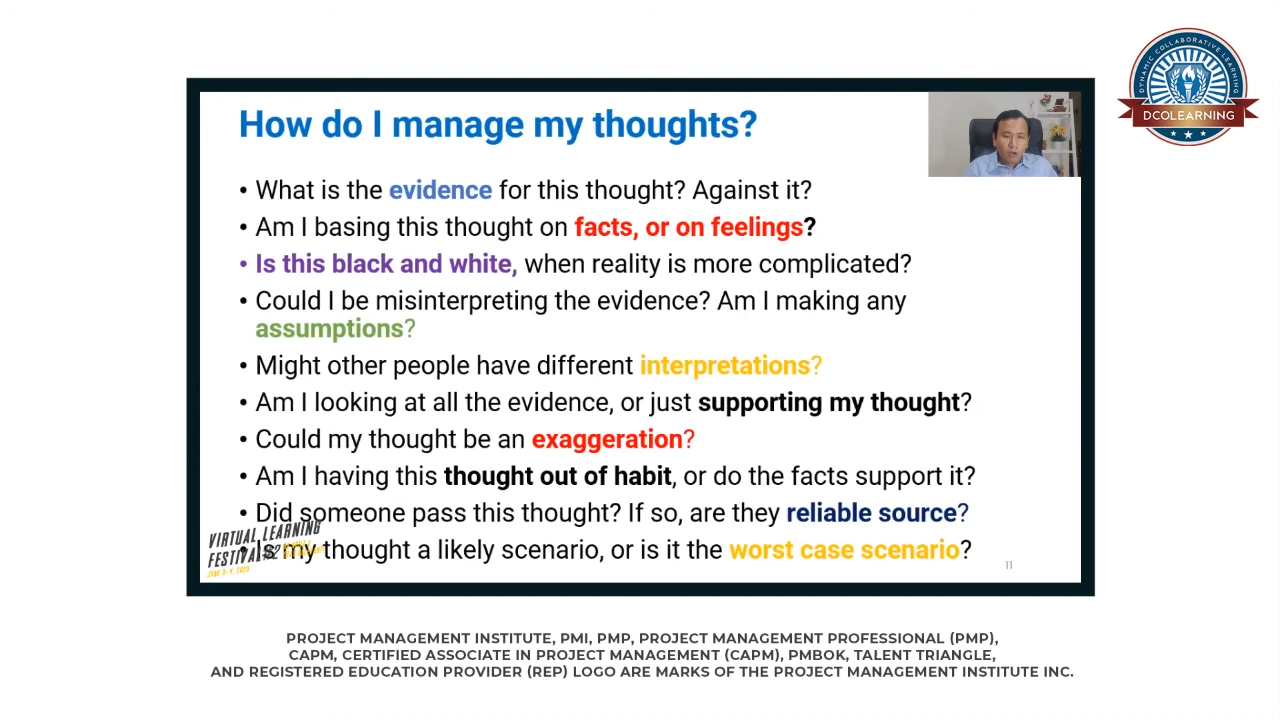 DYNAMIC COLLABORATIVE LEARNING
DCOLEARNING
How do I manage my thoughts?
• What is the evidence for this thought? Against it?
• Am I basing this thought on facts, or on feelings?
• Is this black and white, when reality is more complicated?
• Could I be misinterpreting the evidence? Am I making any
assumptions?
• Might other people have different interpretations?
• Am I looking at all the evidence, or just supporting my thought?
• Could my thought be an exaggeration?
• Am I having this thought out of habit, or do the facts support it?
• Did someone pass this thought? If so, are they reliable source?
• Is my thought a likely scenario, or is it the worst case scenario?
VIRTUAL LEARNING
FESTIVAL
11
PROJECT MANAGEMENT INSTITUTE, PMI, PMP, PROJECT MANAGEMENT PROFESSIONAL (PMP),
CAPM, CERTIFIED ASSOCIATE IN PROJECT MANAGEMENT (CAPM), PMBOK, TALENT TRIANGLE,
AND REGISTERED EDUCATION PROVIDER (REP) LOGO ARE MARKS OF THE PROJECT MANAGEMENT INSTITUTE INC.